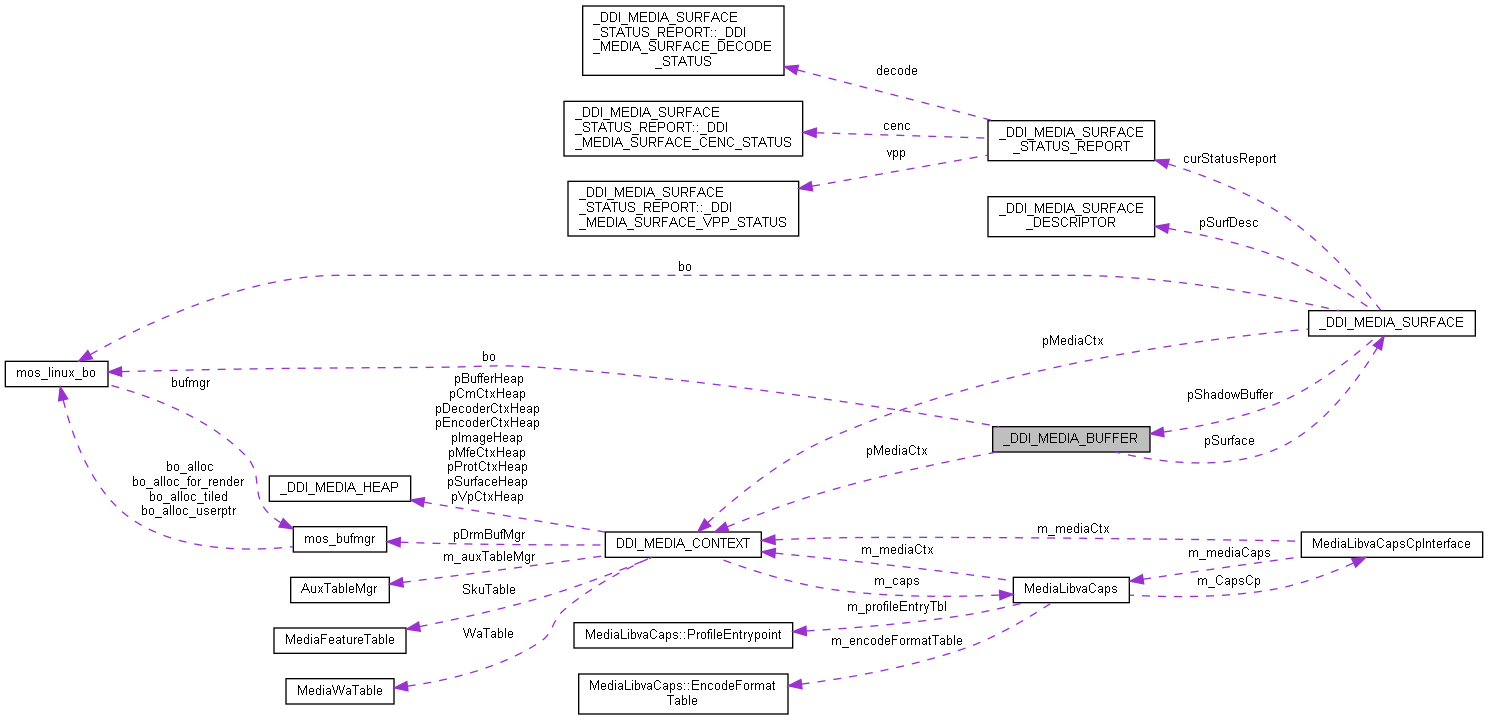 _DDI_MEDIA_SURFACE
_STATUS_REPORT::_DDI
_MEDIA_SURFACE_DECODE
_STATUS
decode
_DDI_MEDIA_SURFACE
_STATUS_REPORT::_DDI
_MEDIA_SURFACE_CENC_STATUS
cenc
_DDI_MEDIA_SURFACE
_STATUS_REPORT
vpp
curStatusReport
_DDI_MEDIA_SURFACE
_STATUS_REPORT::_DDI
_MEDIA_SURFACE_VPP_STATUS
_DDI_MEDIA_SURFACE
_DESCRIPTOR
pSurfDesc
bo
_DDI_MEDIA_SURFACE
pMediaCtx
bo
mos_linux_bo
bufmgr
pBufferHeap
pCmCtxHeap
pDecoderCtxHeap
pEncoderCtxHeap
pImageHeap
pMfeCtxHeap
pProtCtxHeap
pSurfaceHeap
pVpCtxHeap
pShadowBuffer
_DDI_MEDIA_BUFFER
pSurface
pMediaCtx
bo_alloc
bo_alloc_for_render
bo_alloc_tiled
bo_alloc_userptr
_DDI_MEDIA_HEAP
mos_bufmgr
pDrmBufMgr
DDI_MEDIA_CONTEXT
m_mediaCtx
MediaLibvaCapsCpInterface
m_auxTableMgr
m_mediaCtx
m_mediaCaps
AuxTableMgr
SkuTable
m_caps
MediaLibvaCaps
m_CapsCp
m_profileEntryTbl
MediaFeatureTable
WaTable
MediaLibvaCaps::ProfileEntrypoint
m_encodeFormatTable
MediaWaTable
MediaLibvaCaps::EncodeFormat
Table